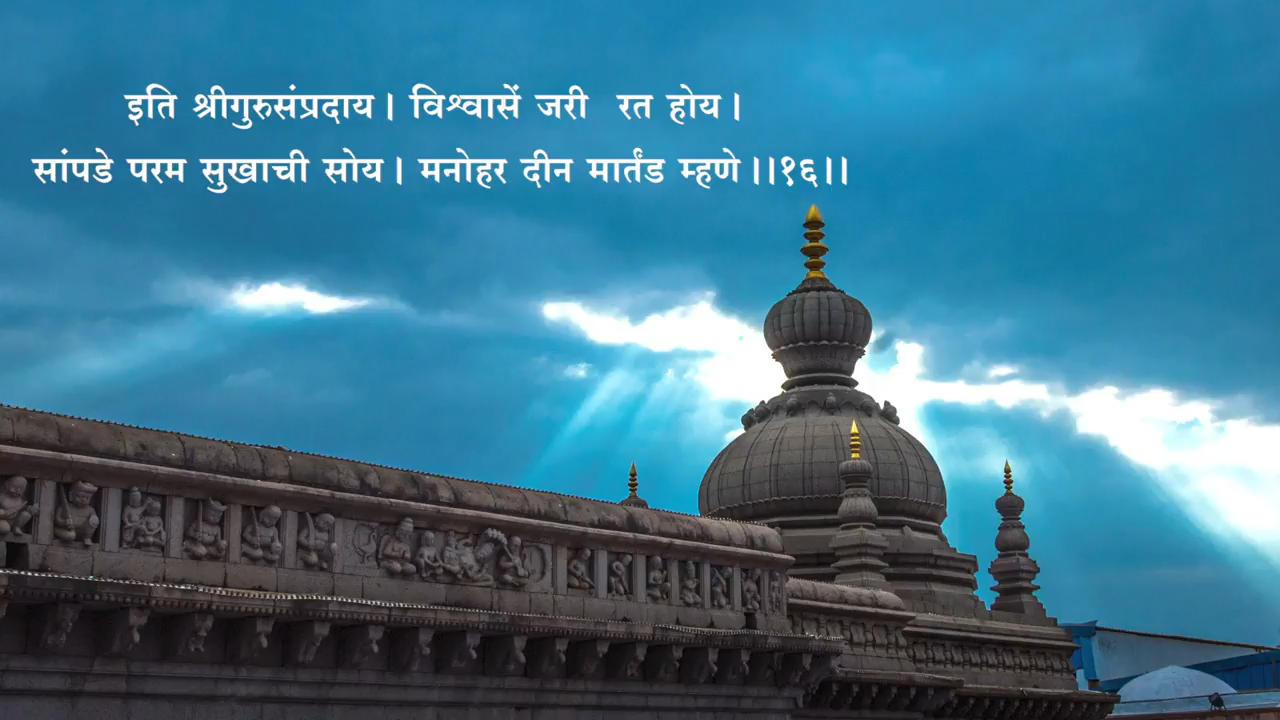 इति श्रीगुरुसंप्रदाय। विश्वासें जरी रत होय।
सांपडे परम सुखाची सोय। मनोहर दीन मार्तंड म्हणे।।१६।।